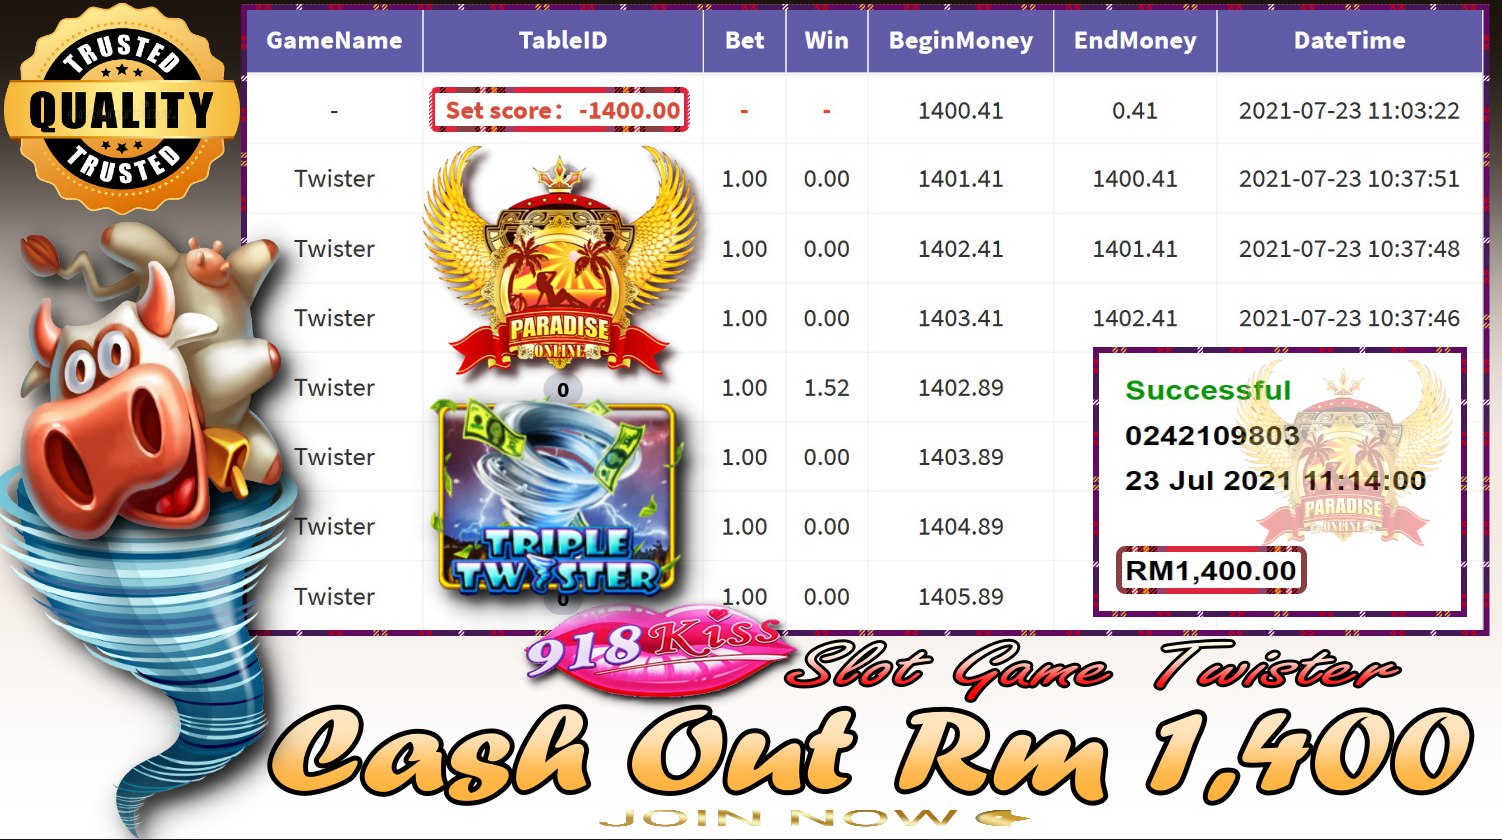 TRUSTED
QUALITY
TRUSTED
GameName TableID Bet Win BeginMoney EndMoney DateTime
- Set score: -1400.00 - - 1400.41 0.41 2021-07-23 11:03:22
Twister 1.00 0.00 1401.41 1400.41 2021-07-23 10:37:51
Twister 1.00 0.00 1402.41 1401.41 2021-07-23 10:37:48
Twister 1.00 0.00 1403.41 1402.41 2021-07-23 10:37:46
Twister 0 1.00 1.52 1402.89
Twister 1.00 0.00 1403.89
Twister 1.00 0.00 1404.89
Twister 0 1.00 0.00 1405.89
PARADISE
ONLINE
TRIPLE
TWISTER
Successful
0242109803
23 Jul 2021 11:14:00
RM1,400.00
PARADISE
ONLINE
918Kiss
Slot Game Twister
Cash Out Rm 1,400
JOIN NOW